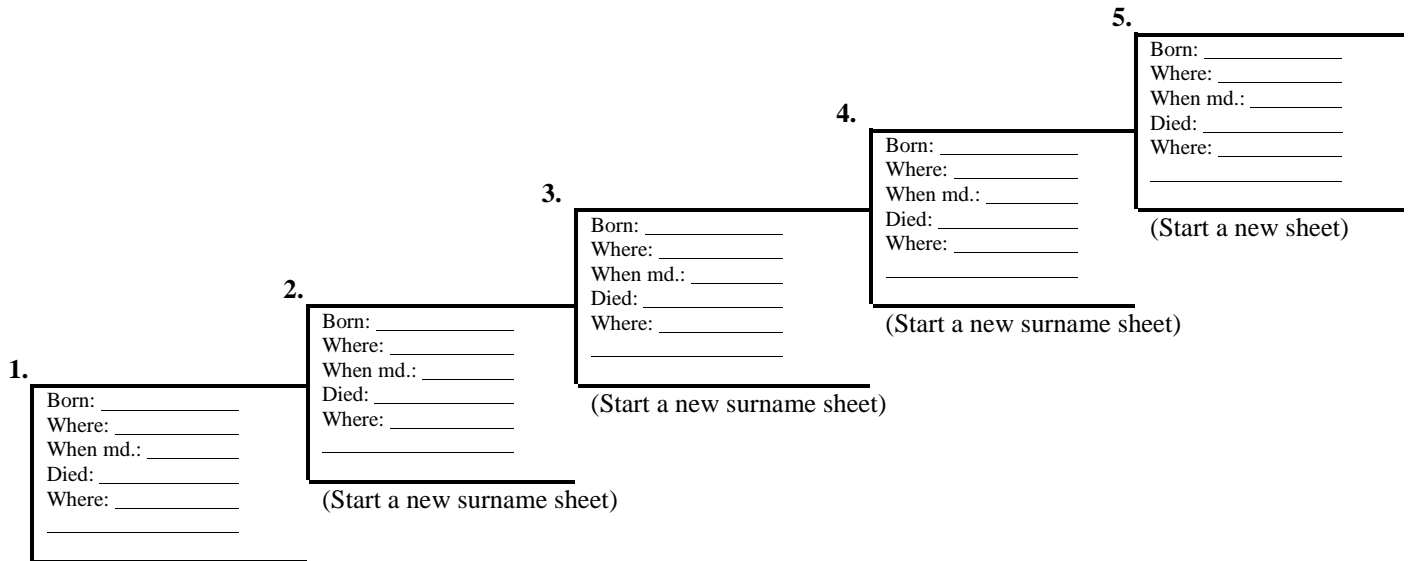 5.
Born:
Where:
When md.:
Died:
Where:
(Start a new sheet)
4.
Born:
Where:
When md.:
Died:
Where:
(Start a new surname sheet)
3.
Born:
Where:
When md.:
Died:
Where:
(Start a new surname sheet)
2.
Born:
Where:
When md.:
Died:
Where:
(Start a new surname sheet)
1.
Born:
Where:
When md.:
Died:
Where: